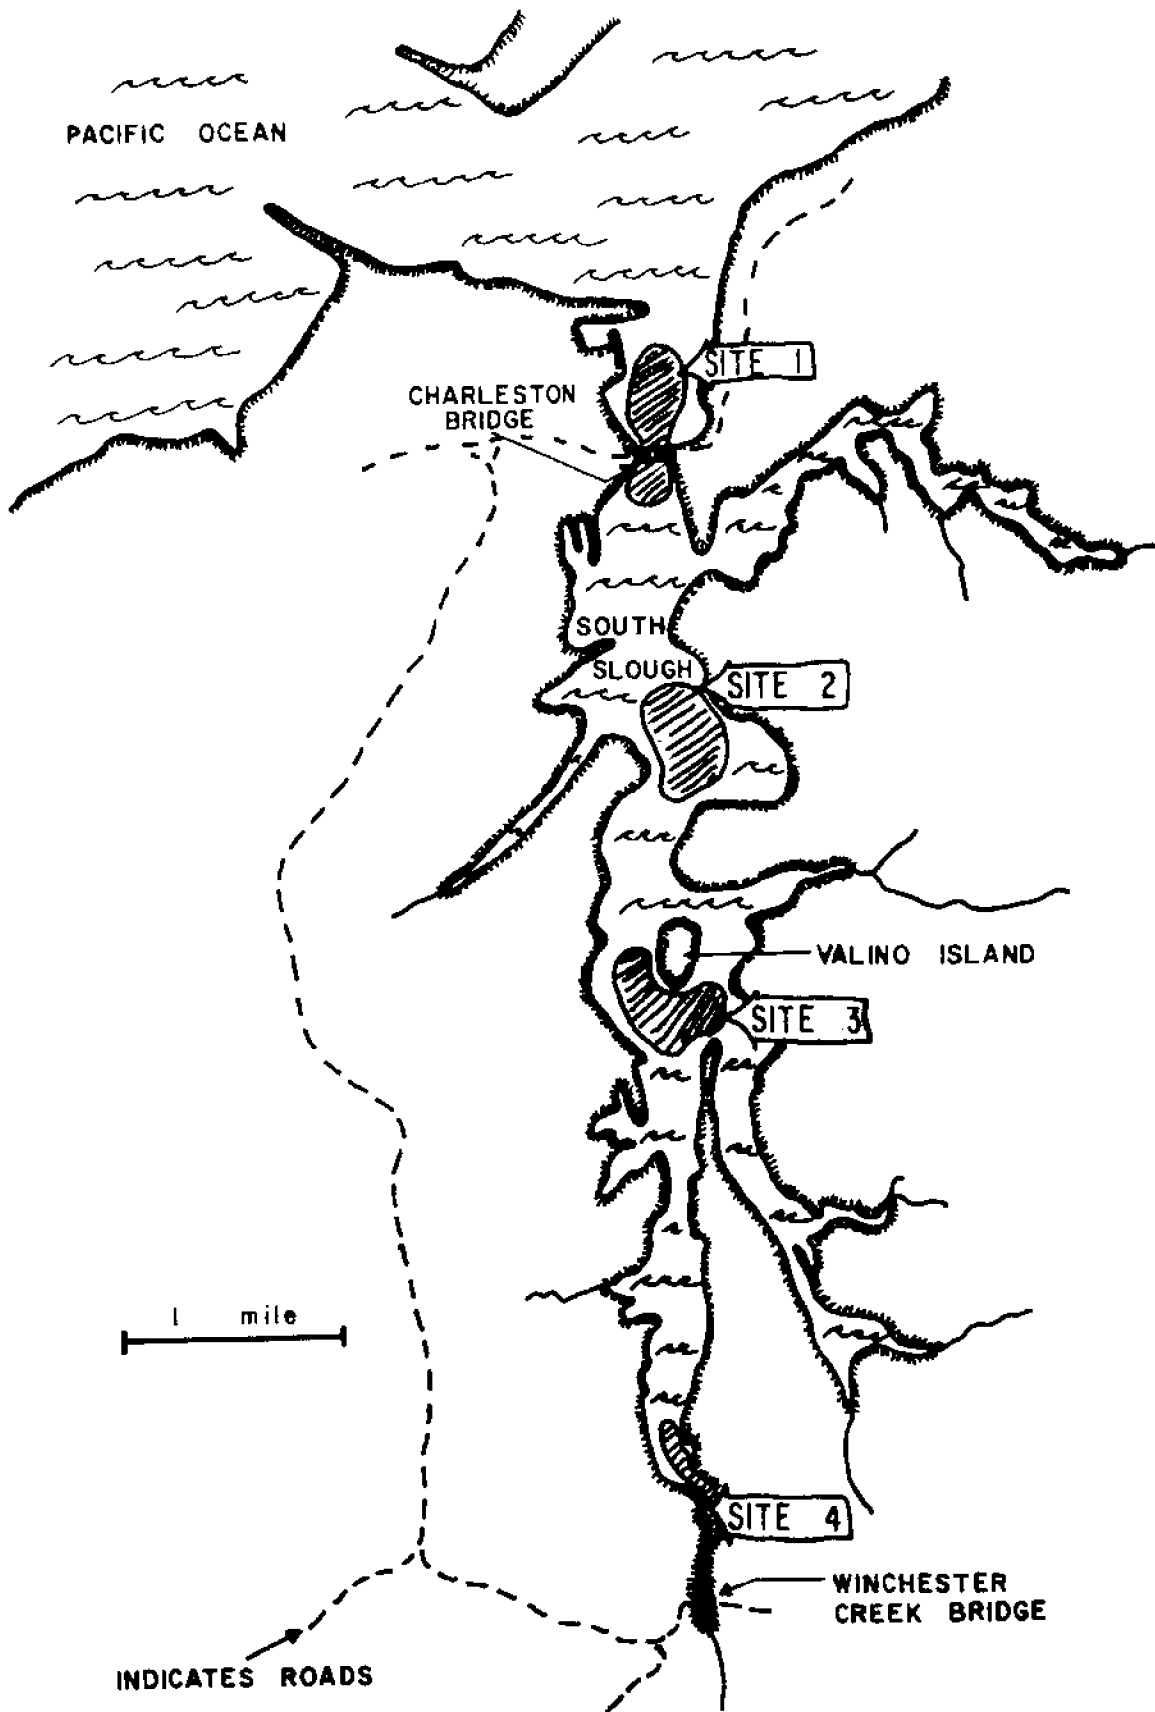 PACIFIC OCEAN
SITE 1
CHARLESTON
BRIDGE
SOUTH
SLOUGH
SITE 2
VALINO ISLAND
SITE 3
1 mile
SITE 4
WINCHESTER
CREEK BRIDGE
INDICATES ROADS